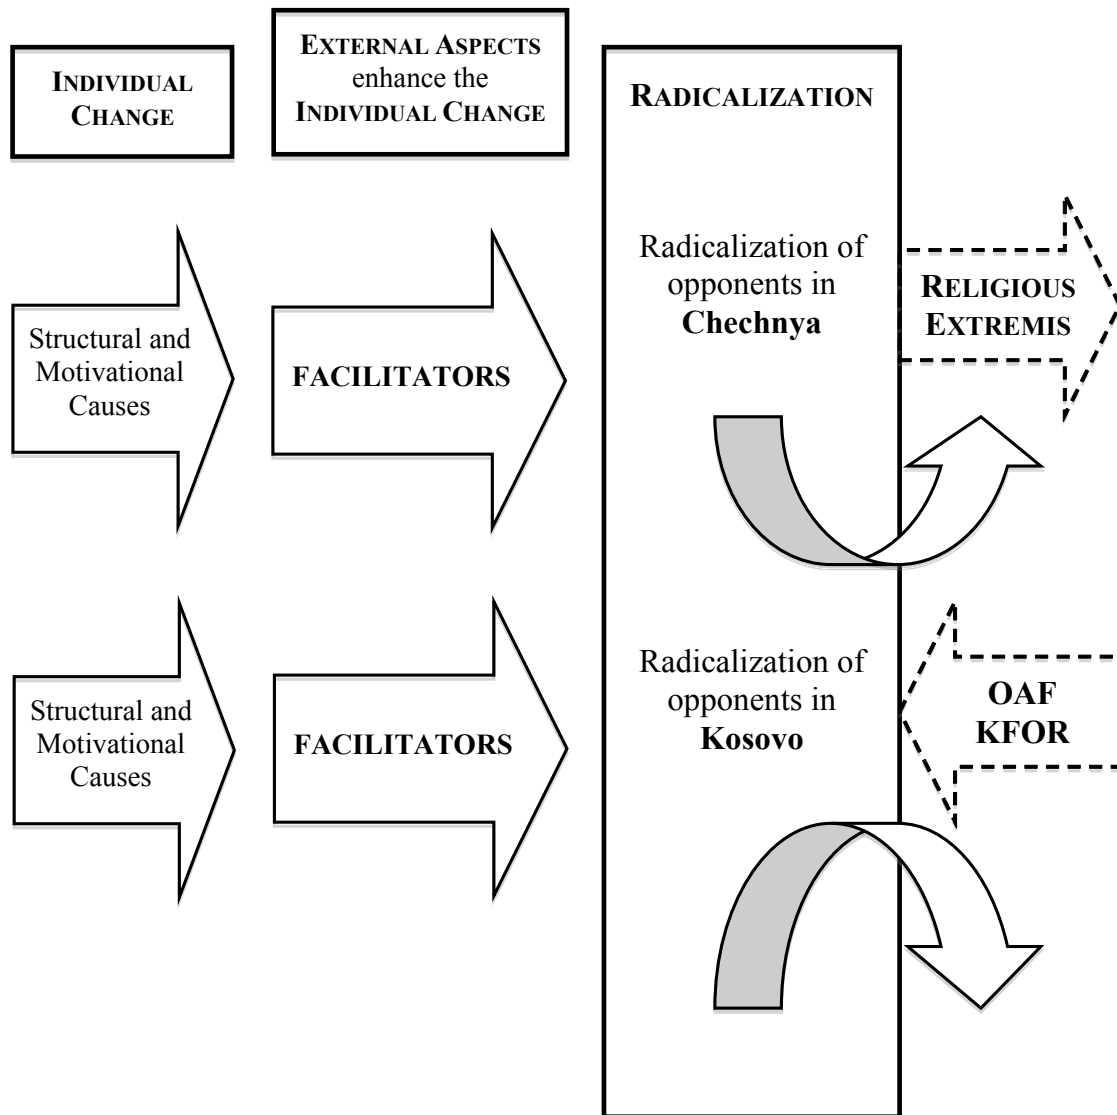 INDIVIDUAL
CHANGE
EXTERNAL ASPECTS
enhance the
INDIVIDUAL CHANGE
RADICALIZATION
Structural and
Motivational
Causes
FACILITATORS
Radicalization of
opponents in
Chechnya
RELIGIOUS
EXTREMIS
Structural and
Motivational
Causes
FACILITATORS
Radicalization of
opponents in
Kosovo
OAF
KFOR